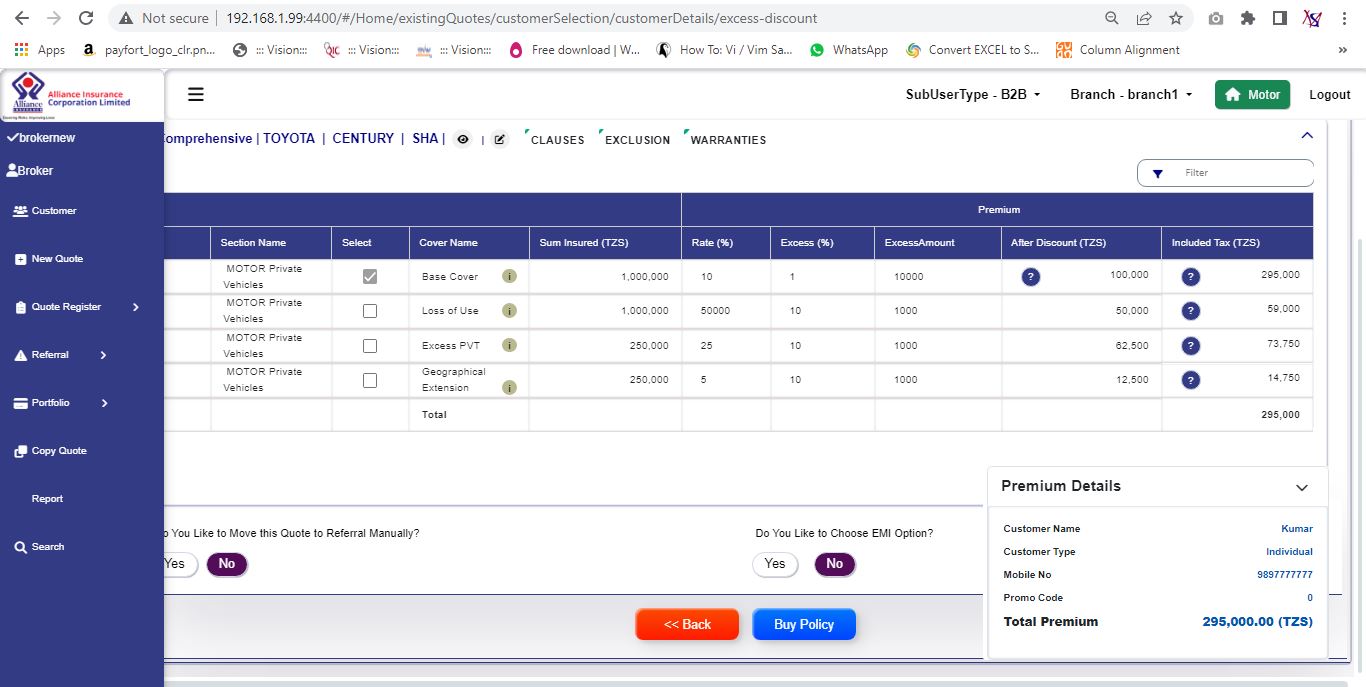 Not secure | 192.168.1.99:4400/#/Home/existingQuotes/customerSelection/customerDetails/excess-discount
Apps payfort_logo_clr.pn... ::: Vision::: ::: Vision::: ::: Vision::: Free download | W... How To: Vi / Vim Sa... WhatsApp Convert EXCEL to S... Column Alignment »
Alliance Insurance
Corporation Limited
Alliance
SubUserType - B2B Branch - branch1 Motor Logout
brokernew
Broker
Customer
New Quote
Quote Register
Referral
Portfolio
Copy Quote
Report
Search
omprehensive | TOYOTA | CENTURY | SHA | | CLAUSES EXCLUSION WARRANTIES
Filter
Premium
Section Name Select Cover Name Sum Insured (TZS) Rate (%) Excess (%) ExcessAmount After Discount (TZS) Included Tax (TZS)
MOTOR Private Vehicles Base Cover i 1,000,000 10 1 10000 ? 100,000 ? 295,000
MOTOR Private Vehicles Loss of Use i 1,000,000 50000 10 1000 50,000 ? 59,000
MOTOR Private Vehicles Excess PVT i 250,000 25 10 1000 62,500 ? 73,750
MOTOR Private Vehicles Geographical Extension i 250,000 5 10 1000 12,500 ? 14,750
Total 295,000
o You Like to Move this Quote to Referral Manually? Do You Like to Choose EMI Option?
Yes No Yes No
<< Back Buy Policy
Premium Details
Customer Name Kumar
Customer Type Individual
Mobile No 9897777777
Promo Code 0
Total Premium 295,000.00 (TZS)